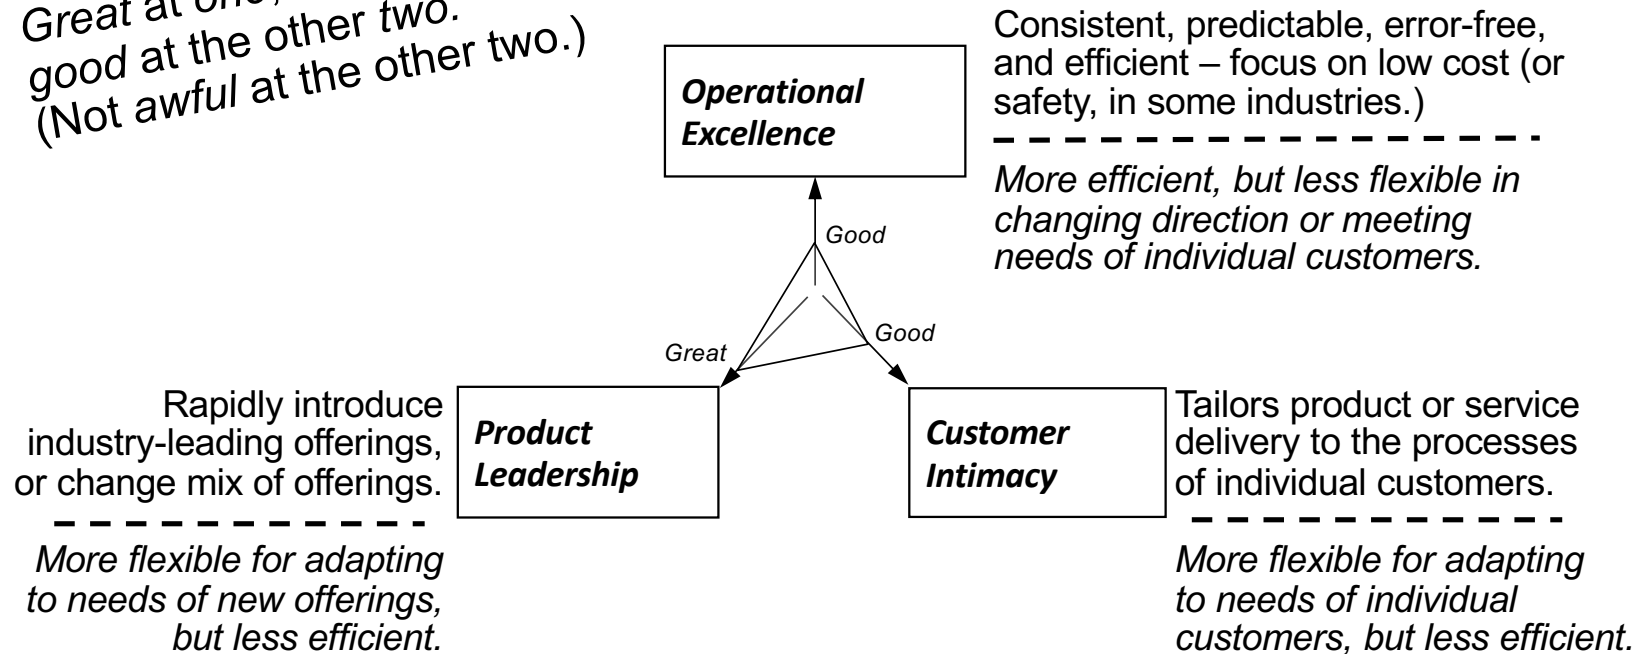 Great at one,
good at the other two.
(Not awful at the other two.)
Operational
Excellence
Consistent, predictable, error-free,
and efficient – focus on low cost (or
safety, in some industries.)
More efficient, but less flexible in
changing direction or meeting
needs of individual customers.
Good
Good
Great
Rapidly introduce
industry-leading offerings,
or change mix of offerings.
More flexible for adapting
to needs of new offerings,
but less efficient.
Product
Leadership
Customer
Intimacy
Tailors product or service
delivery to the processes
of individual customers.
More flexible for adapting
to needs of individual
customers, but less efficient.